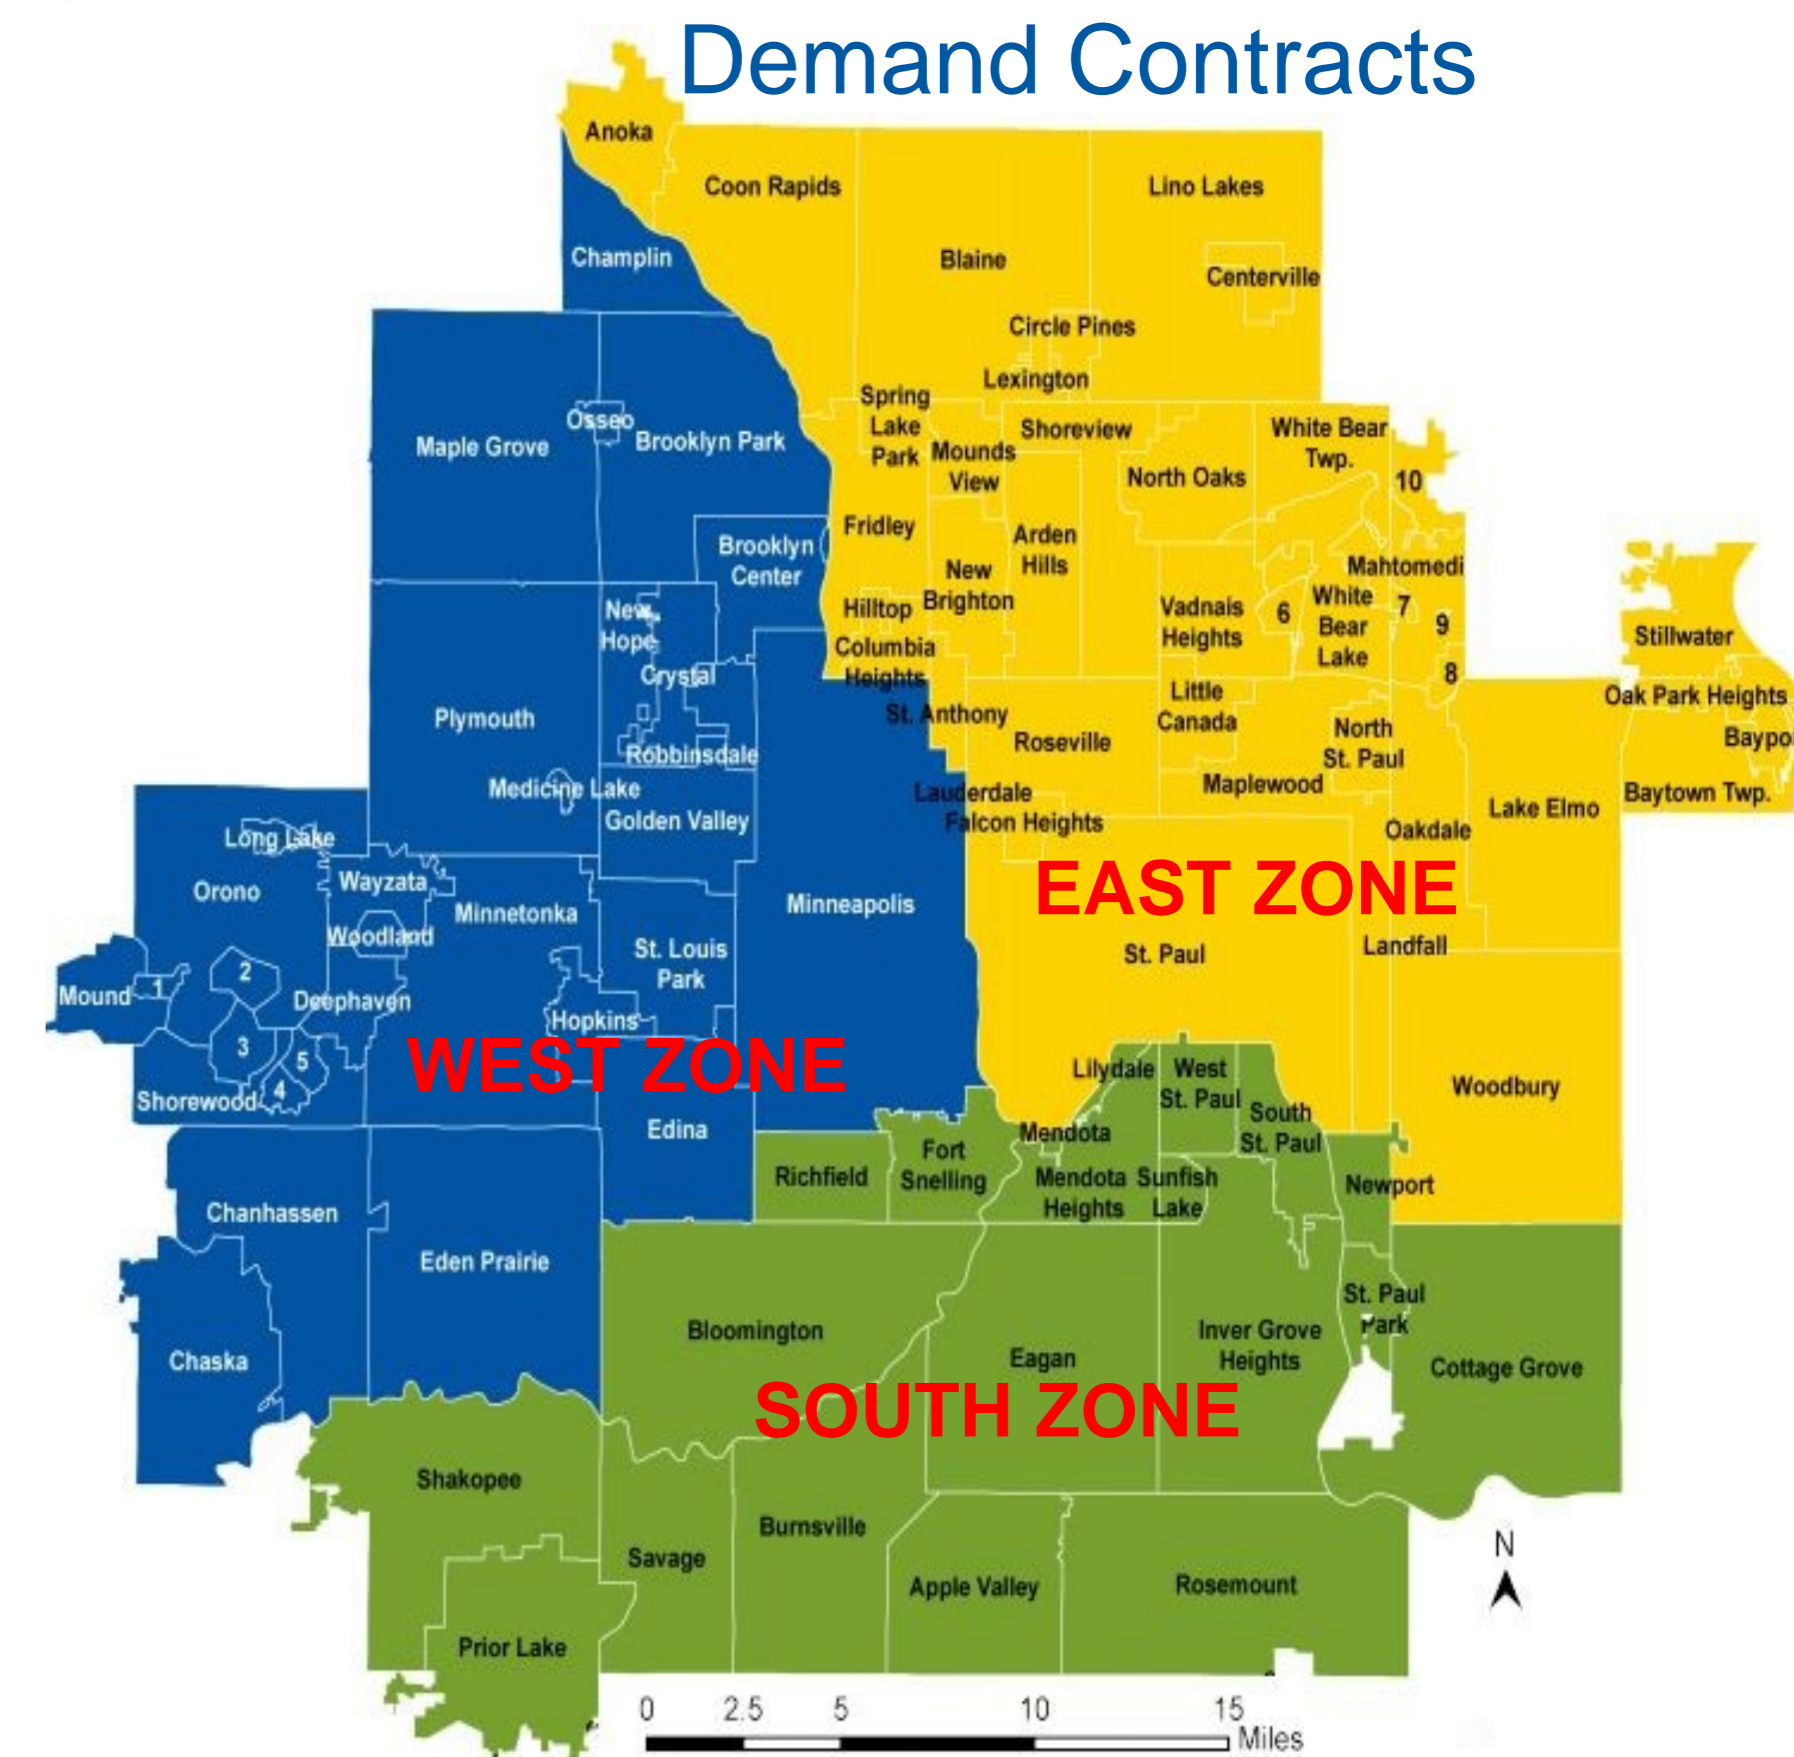 Demand Contracts
Anoka
Coon Rapids
Lino Lakes
Champlin
Blaine
Centerville
Circle Pines
Lexington
Spring
Lake
Park
Osseo
Maple Grove
Brooklyn Park
Shoreview
Mounds
View
White Bear
Twp.
North Oaks
10
Fridley
Arden
Hills
Brooklyn
Center
New
Brighton
Mahtomedi
New
Hope
Hilltop
Vadnais
Heights
6
White
Bear
Lake
7
9
8
Stillwater
Columbia
Heights
Crystal
Little
Canada
Oak Park Heights
Plymouth
St. Anthony
Roseville
North
St. Paul
Baypo
Robbinsdale
Medicine Lake
Maplewood
Lauderdale
Baytown Twp.
Golden Valley
Falcon Heights
Lake Elmo
Oakdale
Long Lake
Orono
Wayzata
EAST ZONE
Minnetonka
Minneapolis
Woodland
St. Louis
Park
St. Paul
Landfall
Mound
1
2
Deephaven
Hopkins
3
5
4
WEST ZONE
Lilydale
West
St. Paul
Woodbury
Shorewood
Edina
South
St. Paul
Mendota
Fort
Snelling
Richfield
Mendota
Heights
Sunfish
Lake
Newport
Chanhassen
Eden Prairie
St. Paul
Park
Bloomington
Inver Grove
Heights
Chaska
Eagan
Cottage Grove
SOUTH ZONE
Shakopee
Burnsville
Savage
Apple Valley
Rosemount
N
Prior Lake
0 2.5 5 10 15
Miles